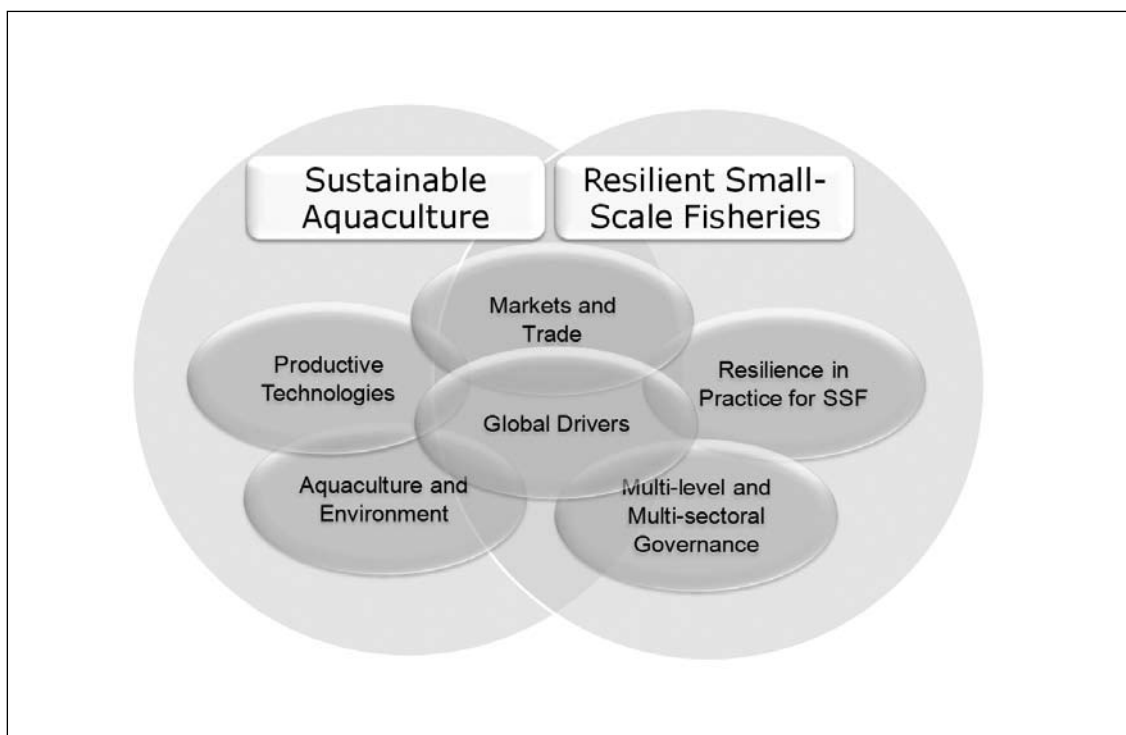 Sustainable
Aquaculture
Resilient Small-
Scale Fisheries
Markets and
Trade
Productive
Technologies
Resilience in
Practice for SSF
Global Drivers
Aquaculture and
Environment
Multi-level and
Multi-sectoral
Governance